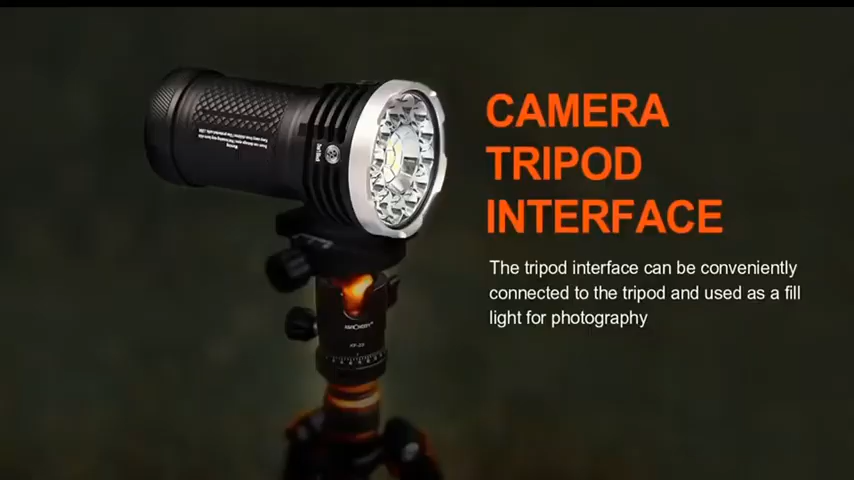 CAMERA
TRIPOD
INTERFACE
The tripod interface can be conveniently
connected to the tripod and used as a fill
light for photography